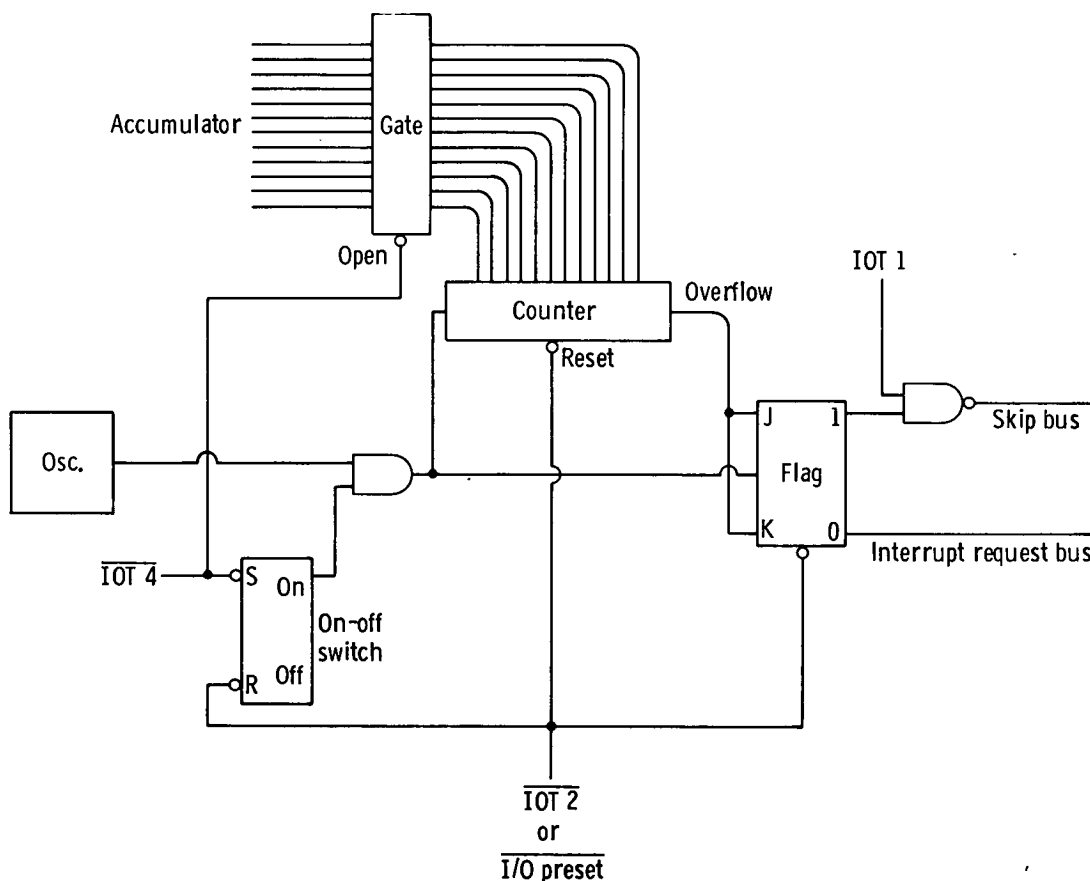 Accumulator
Gate
Open
IOT 1
Counter
Overflow
Reset
Osc.
J
1
Flag
K
0
Skip bus
Interrupt request bus
IOT 4
S
On
On-off
switch
R
Off
IOT 2
or
I/O preset